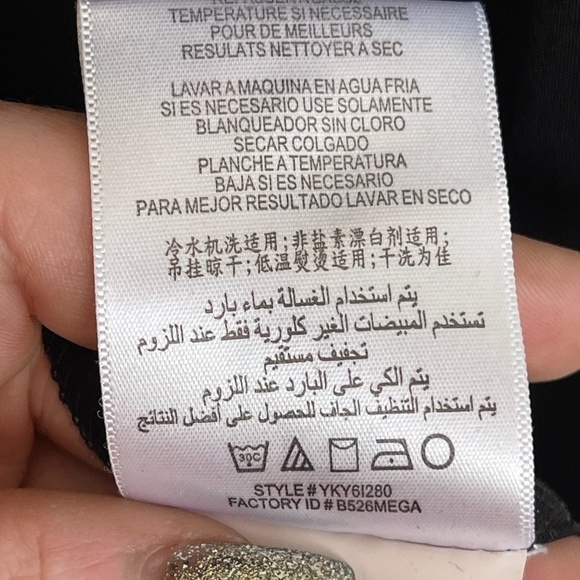 TEMPERATURE SI NECESSAIRE
POUR DE MEILLEURS
RESULATS NETTOYER A SEC
LAVAR A MAQUINA EN AGUA FRIA
SI ES NECESARIO USE SOLAMENTE
BLANQUEADOR SIN CLORO
SECAR COLGADO
PLANCHE A TEMPERATURA
BAJA SI ES NECESARIO
PARA MEJOR RESULTADO LAVAR EN SECO
冷水机洗适用;非盐素漂白剂适用;
吊挂晾干;低温熨烫适用;干洗为佳
يتم استخدام الغسالة بماء بارد
تستخدم المبيضات الغير كلورية فقط عند اللزوم
تجفيف مستقيم
يتم الكي على البارد عند اللزوم
يتم استخدام التنظيف الجاف للحصول على أفضل النتائج
30C
STYLE # YKY6I280
FACTORY ID # B526MEGA